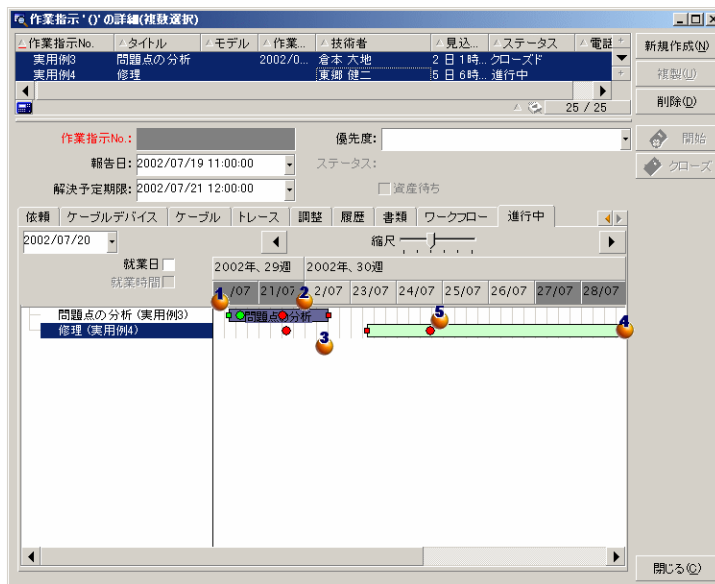 作業指示 '()' の詳細(複数選択)
作業指示No. タイトル モデル 作業... 技術者 見込... ステータス 電話
実用例3 問題点の分析 2002/0... 倉本 大地 2 日 1時... クローズド
実用例4 修理 東郷 健二 5 日 6時... 進行中
25 / 25
新規作成(N)
複製(U)
削除(D)
開始
クローズ
作業指示No.: 優先度:
報告日: 2002/07/19 11:00:00 ステータス:
解決予定期限: 2002/07/21 12:00:00 資産待ち
依頼 ケーブルデバイス ケーブル トレース 調整 履歴 書類 ワークフロー 進行中
2002/07/20 縮尺
就業日 2002年、29週 2002年、30週
就業時間
1 /07 21/07 2 2/07 23/07 24/07 25/07 26/07 27/07 28/07
問題点の分析 (実用例3) 問題点の分析 5
修理 (実用例4) 4
3
閉じる(C)